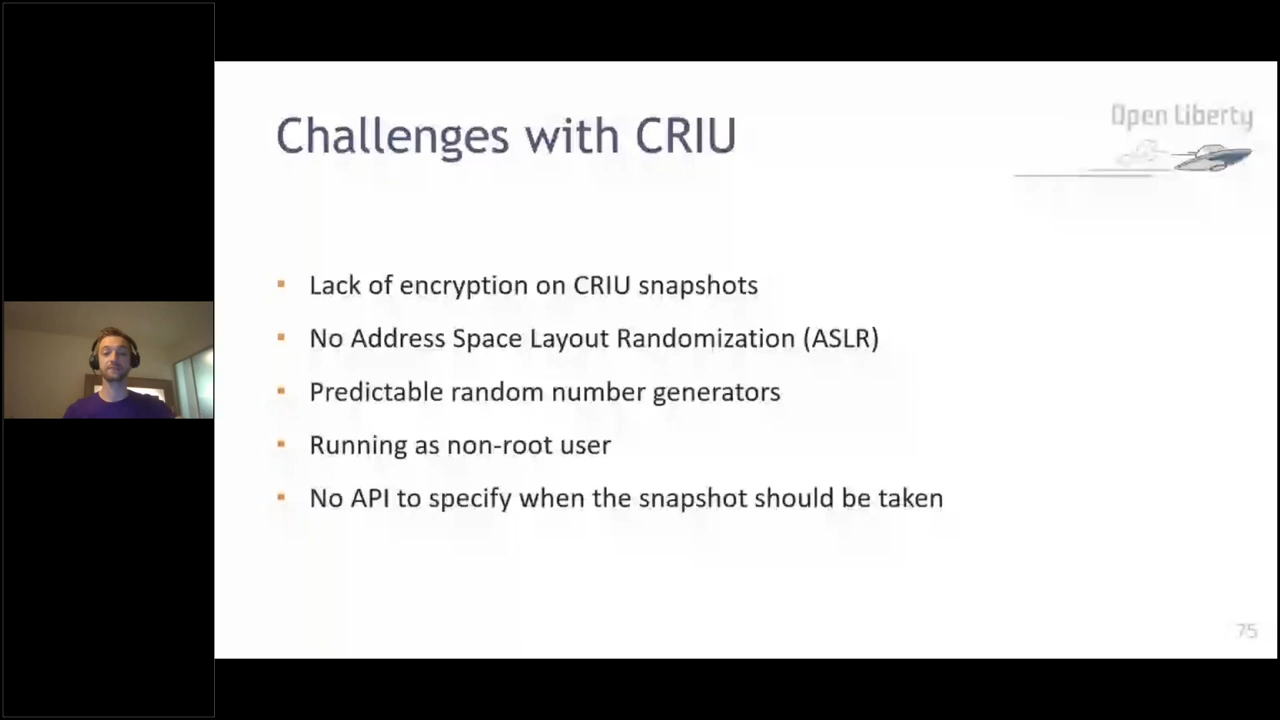 Challenges with CRIU
Open Liberty
Lack of encryption on CRIU snapshots
No Address Space Layout Randomization (ASLR)
Predictable random number generators
Running as non-root user
No API to specify when the snapshot should be taken
75